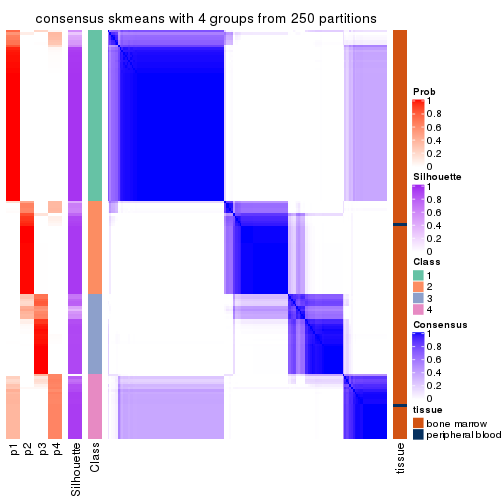 consensus skmeans with 4 groups from 250 partitions
Prob
1
0.8
0.6
0.4
0.2
0
Silhouette
1
0.8
0.6
0.4
0.2
0
Class
1
2
3
4
Consensus
1
0.8
0.6
0.4
0.2
0
tissue
bone marrow
peripheral blood
p1
p2
p3
p4
Silhouette
Class
tissue